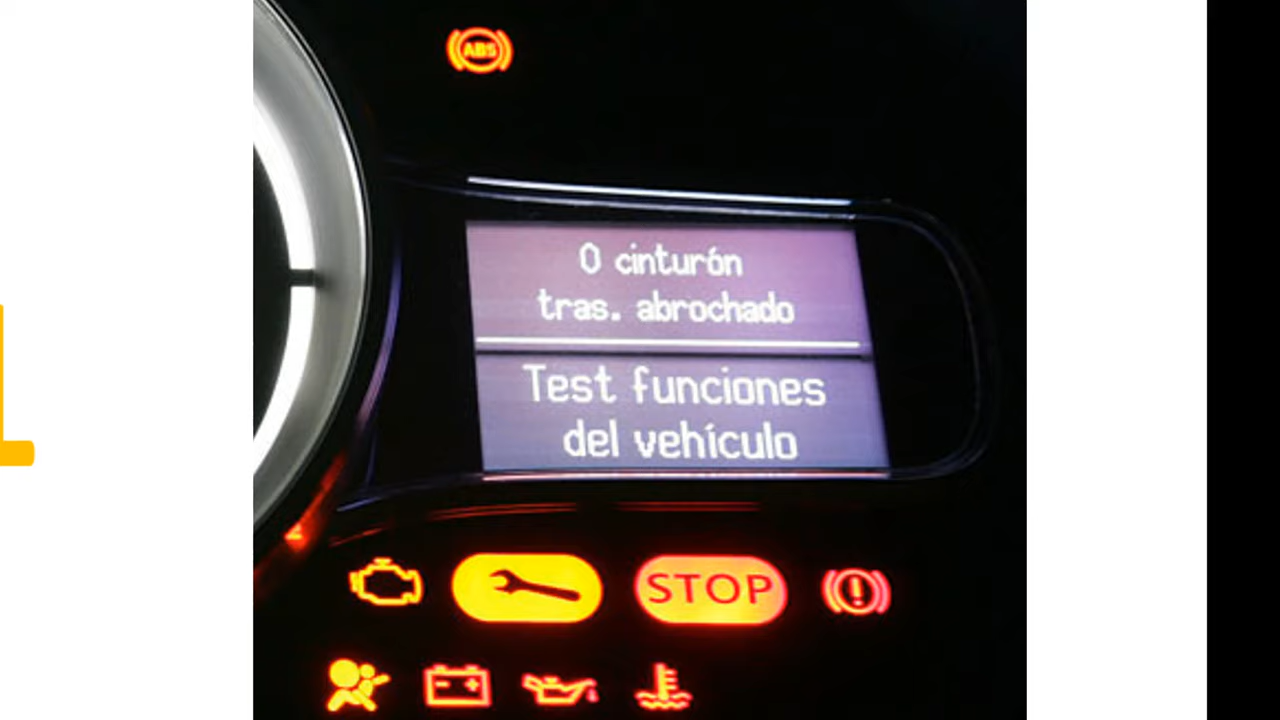 ABS
0 cinturón
tras. abrochado
Test funciones
del vehículo
STOP